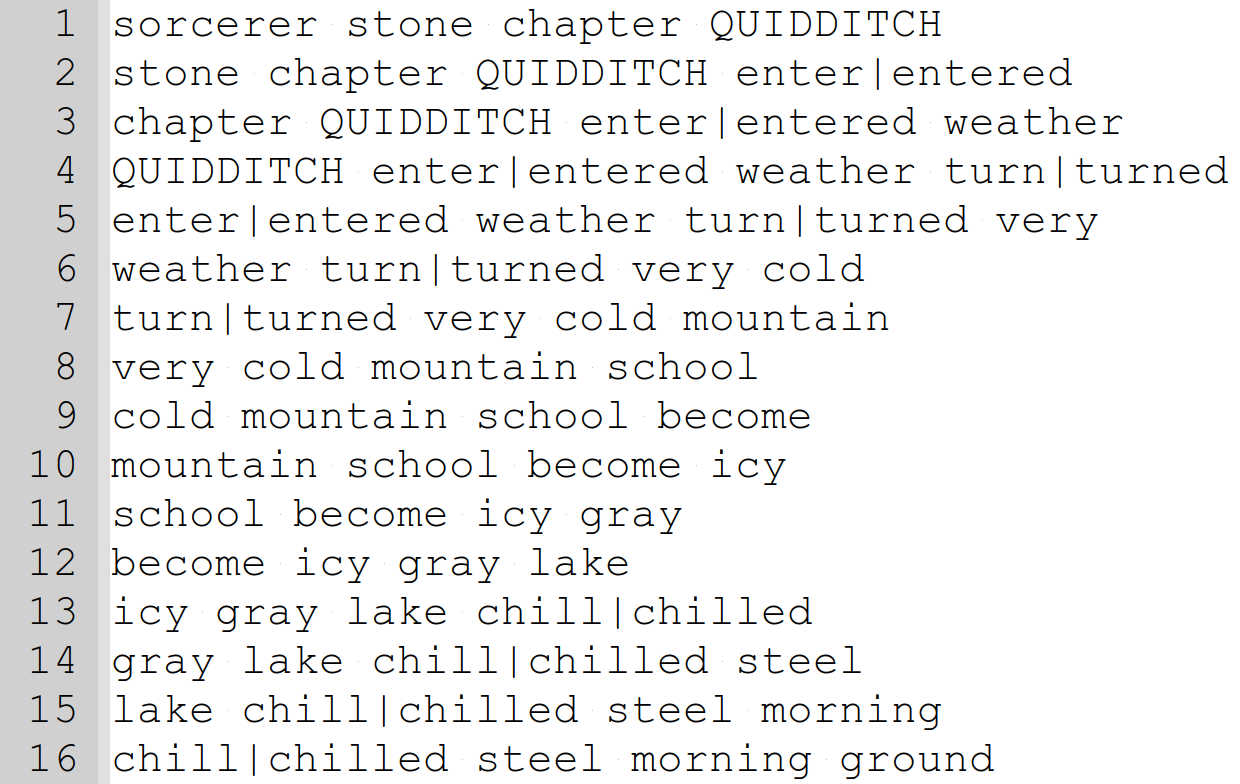 1 sorcerer stone chapter QUIDDITCH
2 stone chapter QUIDDITCH enter|entered
3 chapter QUIDDITCH enter|entered weather
4 QUIDDITCH enter|entered weather turn|turned
5 enter|entered weather turn|turned very
6 weather turn|turned very cold
7 turn|turned very cold mountain
8 very cold mountain school
9 cold mountain school become
10 mountain school become icy
11 school become icy gray
12 become icy gray lake
13 icy gray lake chill|chilled
14 gray lake chill|chilled steel
15 lake chill|chilled steel morning
16 chill|chilled steel morning ground